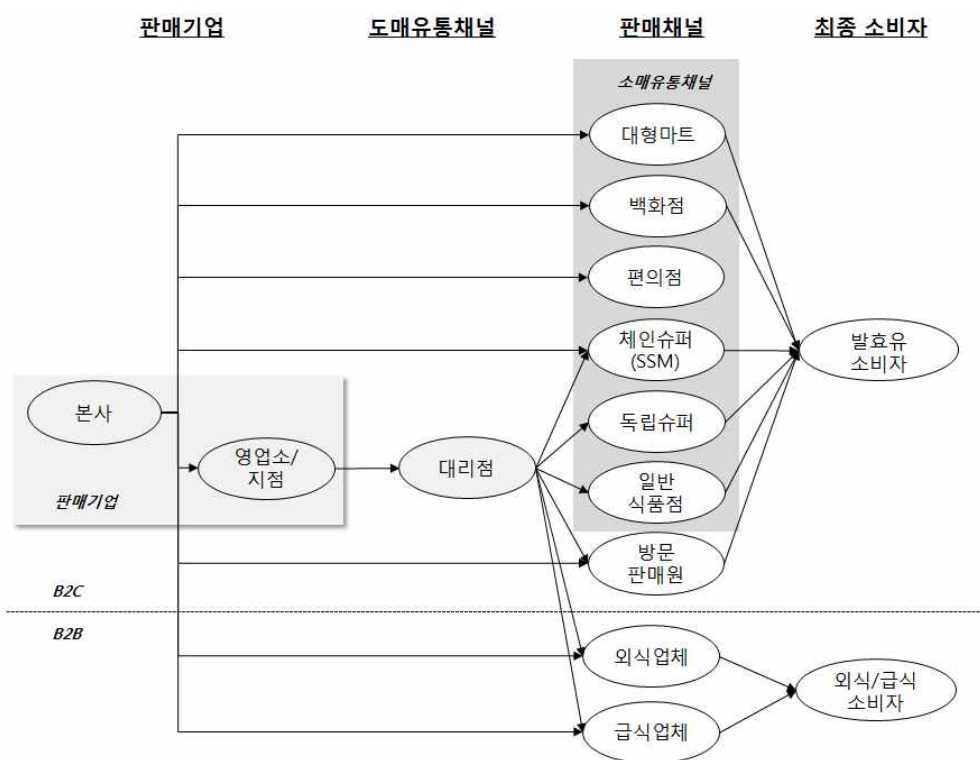 판매기업 도매유통채널 판매채널 최종 소비자
소매유통채널
대형마트
백화점
편의점
체인슈퍼
(SSM)
발효유
소비자
본사
독립슈퍼
영업소/
지점
대리점
일반
식품점
판매기업
방문
판매원
B2C
B2B
외식업체
외식/급식
소비자
급식업체